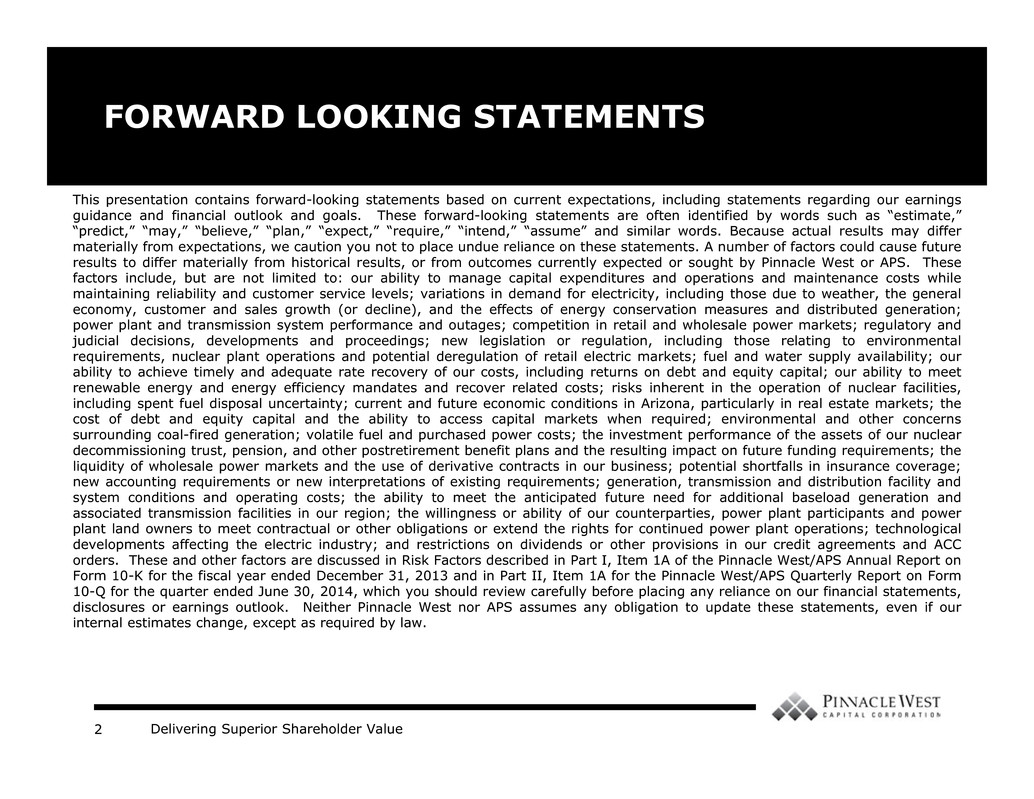 FORWARD LOOKING STATEMENTS
This presentation contains forward-looking statements based on current expectations, including statements regarding our earnings
guidance and financial outlook and goals.  These forward-looking statements are often identified by words such as “estimate,”
“predict,” “may,” “believe,” “plan,” “expect,” “require,” “intend,” “assume” and similar words. Because actual results may differ
materially from expectations, we caution you not to place undue reliance on these statements. A number of factors could cause future
results to differ materially from historical results, or from outcomes currently expected or sought by Pinnacle West or APS.  These
factors include, but are not limited to: our ability to manage capital expenditures and operations and maintenance costs while
maintaining reliability and customer service levels; variations in demand for electricity, including those due to weather, the general
economy, customer and sales growth (or decline), and the effects of energy conservation measures and distributed generation;
power plant and transmission system performance and outages; competition in retail and wholesale power markets; regulatory and
judicial decisions, developments and proceedings; new legislation or regulation, including those relating to environmental
requirements, nuclear plant operations and potential deregulation of retail electric markets; fuel and water supply availability; our
ability to achieve timely and adequate rate recovery of our costs, including returns on debt and equity capital; our ability to meet
renewable energy and energy efficiency mandates and recover related costs; risks inherent in the operation of nuclear facilities,
including spent fuel disposal uncertainty; current and future economic conditions in Arizona, particularly in real estate markets; the
cost of debt and equity capital and the ability to access capital markets when required; environmental and other concerns
surrounding coal-fired generation; volatile fuel and purchased power costs; the investment performance of the assets of our nuclear
decommissioning trust, pension, and other postretirement benefit plans and the resulting impact on future funding requirements; the
liquidity of wholesale power markets and the use of derivative contracts in our business; potential shortfalls in insurance coverage;
new accounting requirements or new interpretations of existing requirements; generation, transmission and distribution facility and
system conditions and operating costs; the ability to meet the anticipated future need for additional baseload generation and
associated transmission facilities in our region; the willingness or ability of our counterparties, power plant participants and power
plant land owners to meet contractual or other obligations or extend the rights for continued power plant operations; technological
developments affecting the electric industry; and restrictions on dividends or other provisions in our credit agreements and ACC
orders.  These and other factors are discussed in Risk Factors described in Part I, Item 1A of the Pinnacle West/APS Annual Report on
Form 10-K for the fiscal year ended December 31, 2013 and in Part II, Item 1A for the Pinnacle West/APS Quarterly Report on Form
10-Q for the quarter ended June 30, 2014, which you should review carefully before placing any reliance on our financial statements,
disclosures or earnings outlook.  Neither Pinnacle West nor APS assumes any obligation to update these statements, even if our
internal estimates change, except as required by law.
PINNACLE WEST
CAPITAL CORPORATION
2 Delivering Superior Shareholder Value